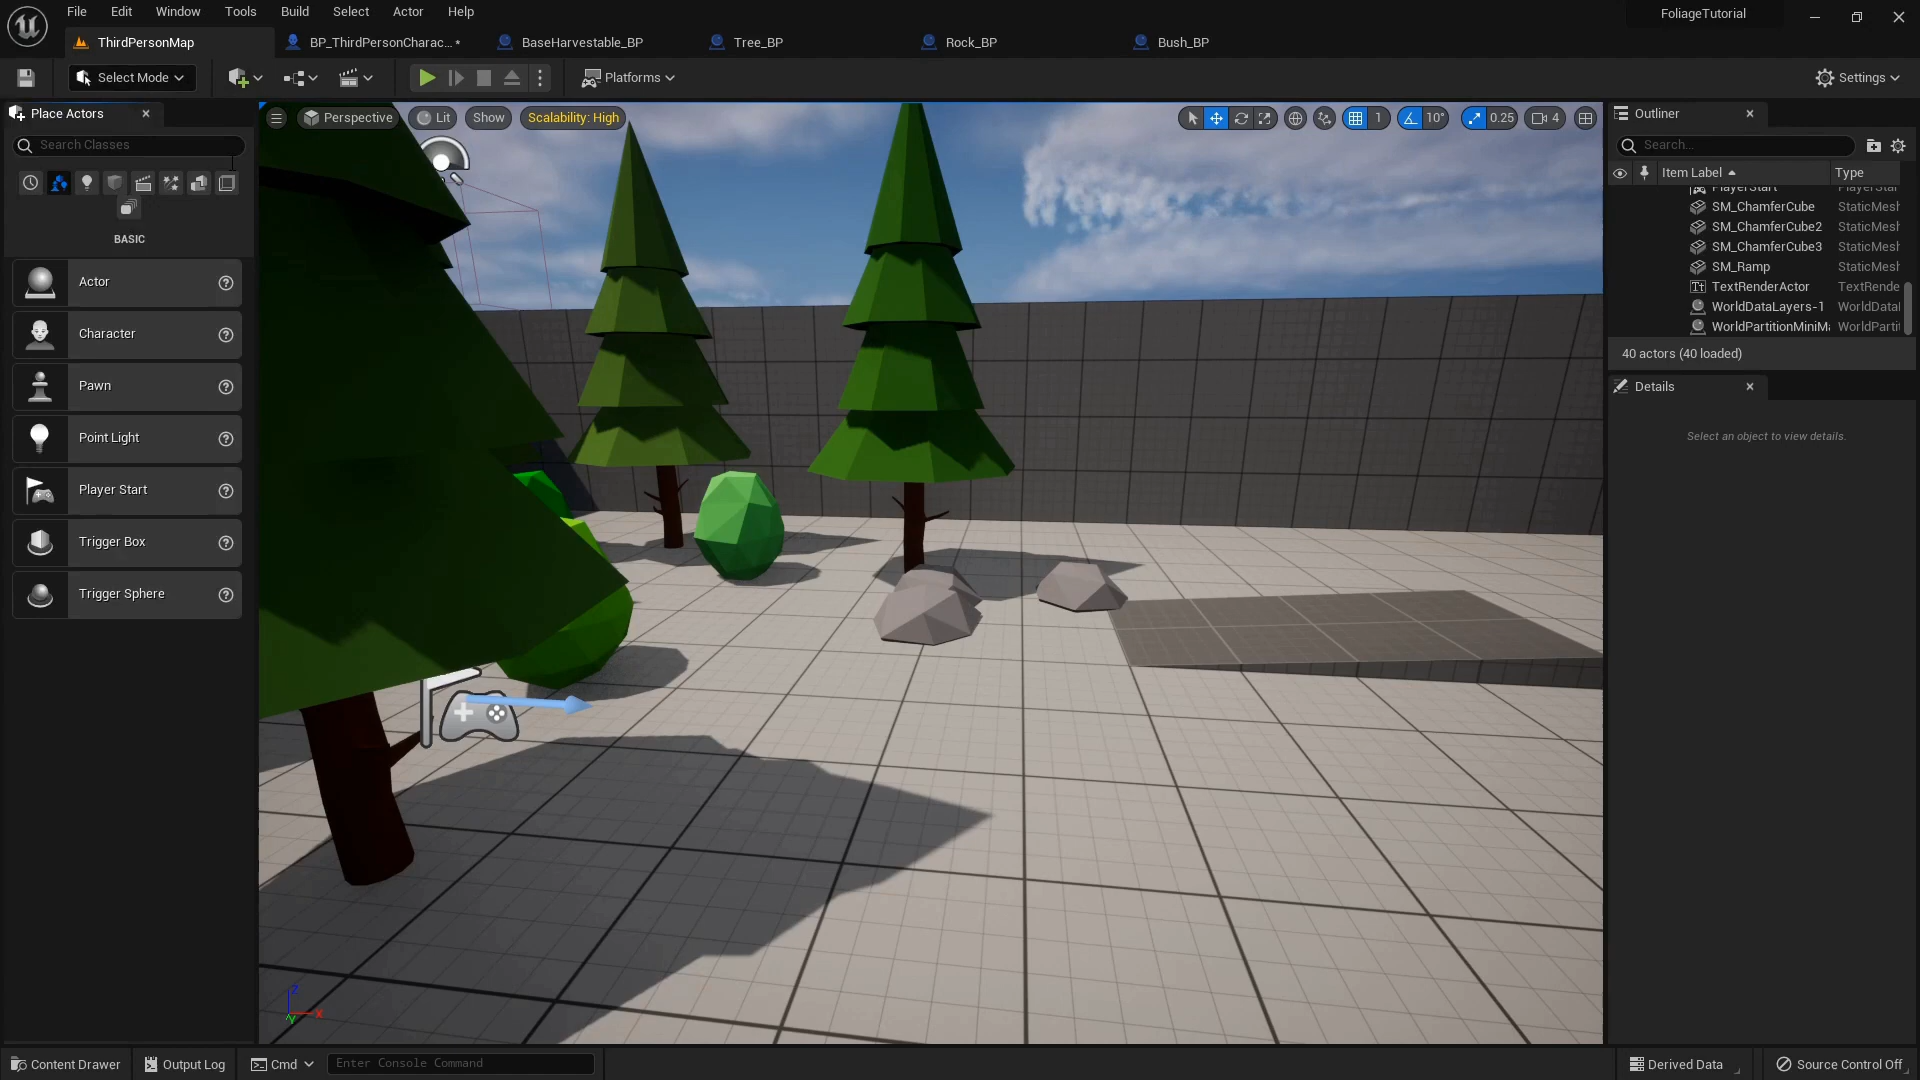 File Edit Window Tools Build Select Actor Help
FoliageTutorial
ThirdPersonMap
BP_ThirdPersonCharac... *
BaseHarvestable_BP
Tree_BP
Rock_BP
Bush_BP
Select Mode
Platforms
Settings
Place Actors
Search Classes
BASIC
Actor
Character
Pawn
Point Light
Player Start
Trigger Box
Trigger Sphere
Perspective Lit Show Scalability: High
1 10° 0.25 4
Outliner
Search...
Item Label Type
PlayerStart PlayerStar
SM_ChamferCube StaticMesh
SM_ChamferCube2 StaticMesh
SM_ChamferCube3 StaticMesh
SM_Ramp StaticMesh
TextRenderActor TextRende
WorldDataLayers-1 WorldData
WorldPartitionMiniMa WorldParti
40 actors (40 loaded)
Details
Select an object to view details.
Z
X
Y
Content Drawer Output Log Cmd Enter Console Command
Derived Data Source Control Off